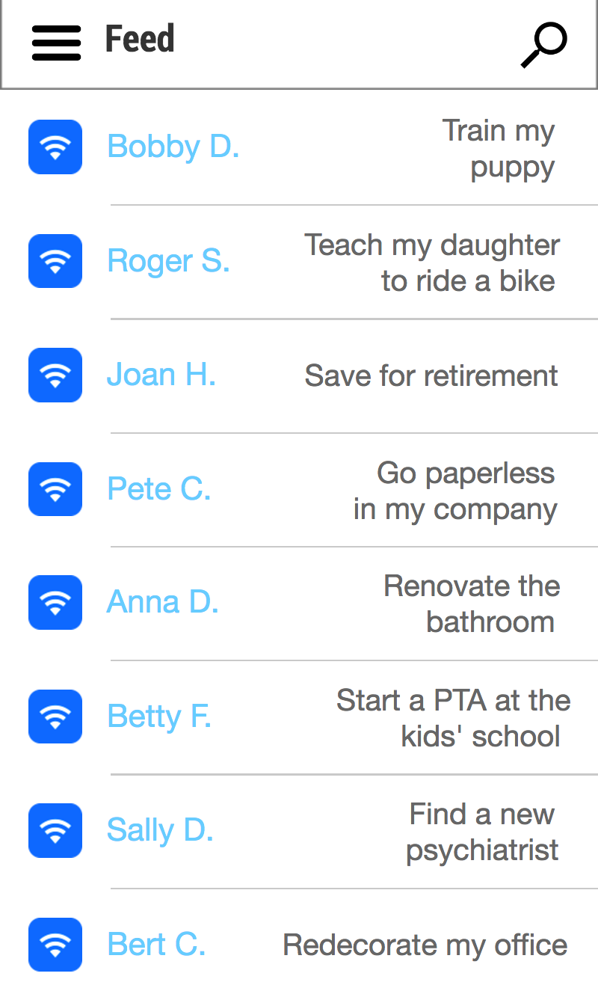 Feed
Bobby D.
Train my
puppy
Roger S.
Teach my daughter
to ride a bike
Joan H.
Save for retirement
Pete C.
Go paperless
in my company
Anna D.
Renovate the
bathroom
Betty F.
Start a PTA at the
kids' school
Sally D.
Find a new
psychiatrist
Bert C.
Redecorate my office